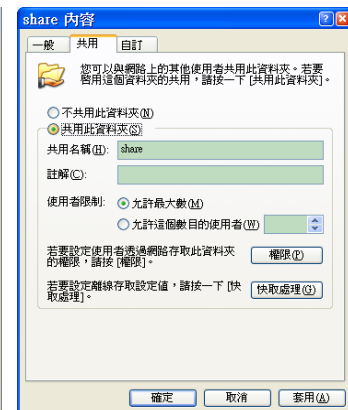 share 內容
一般 共用 自訂
您可以與網路上的其他使用者共用此資料夾。若要
啓用這個資料夾的共用，請按一下 [共用此資料夾]。
不共用此資料夾(N)
共用此資料夾(S)
共用名稱(H): share
註解(C):
使用者限制: 允許最大數(M)
允許這個數目的使用者(W)
若要設定使用者透過網路存取此資料夾
的權限，請按 [權限]。
權限(P)
若要設定離線存取設定值，請按一下 [快
取處理]。
快取處理(G)
確定 取消 套用(A)